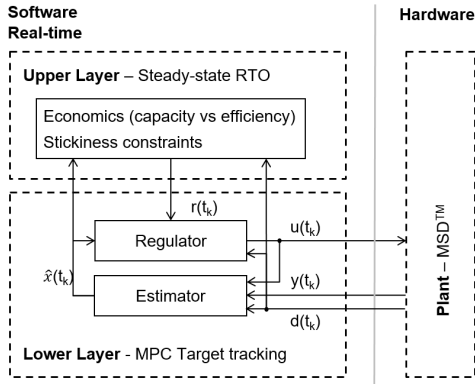 Software
Real-time
Hardware
Upper Layer – Steady-state RTO
Economics (capacity vs efficiency)
Stickiness constraints
r(tₖ)
Regulator
u(tₖ)
x̂(tₖ)
Estimator
y(tₖ)
d(tₖ)
Plant – MSD™
Lower Layer - MPC Target tracking